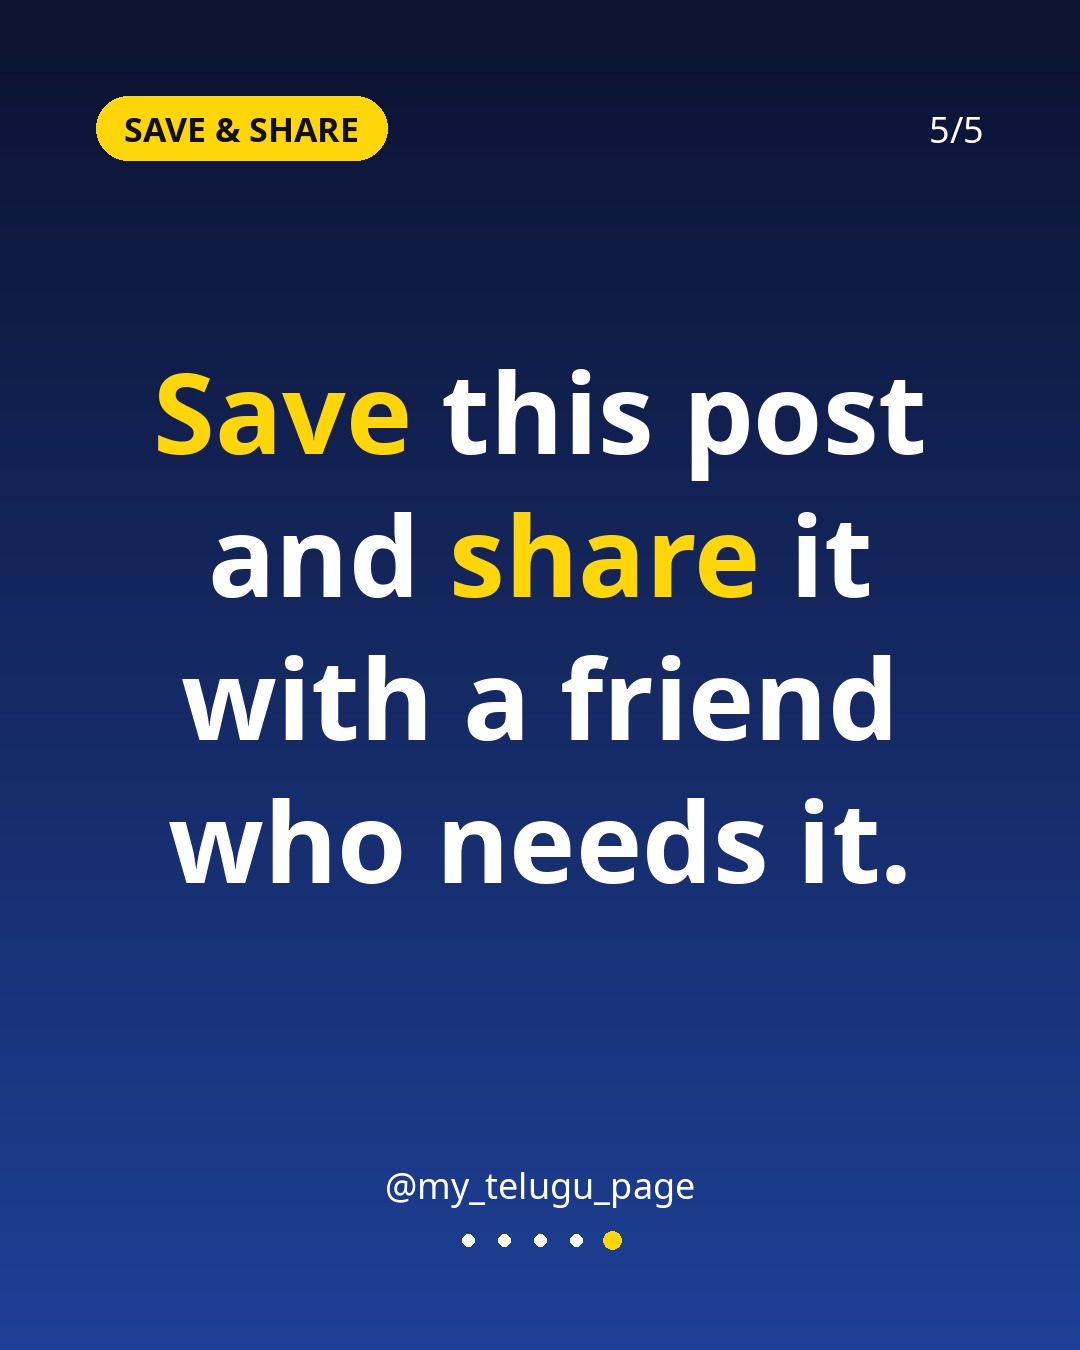 SAVE & SHARE
5/5
Save this post
and share it
with a friend
who needs it.
@my_telugu_page